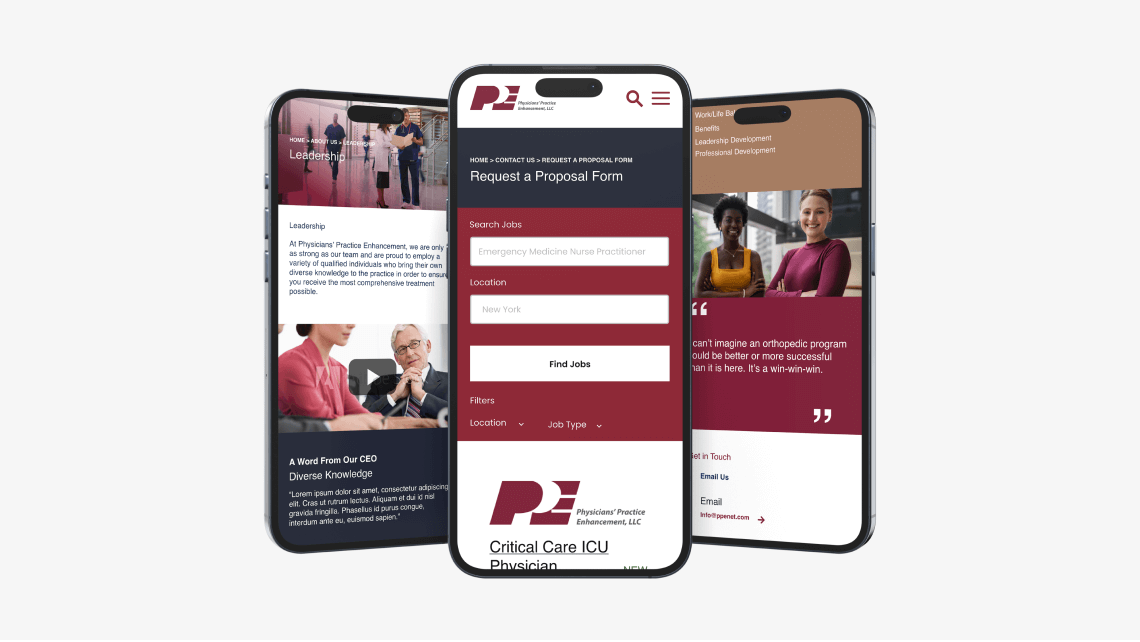 HOME > ABOUT US > LEADERSHIP
Leadership
Leadership
At Physicians' Practice Enhancement, we are only
as strong as our team and are proud to employ a
variety of qualified individuals who bring their own
diverse knowledge to the practice in order to ensure
you receive the most comprehensive treatment
possible.
A Word From Our CEO
Diverse Knowledge
"Lorem ipsum dolor sit amet, consectetur adipiscing
elit. Cras ut rutrum lectus. Aliquam et dui id nisl
gravida fringilla. Phasellus id purus congue,
interdum ante eu, euismod sapien."
PPE
Physicians' Practice
Enhancement, LLC
HOME > CONTACT US > REQUEST A PROPOSAL FORM
Request a Proposal Form
Search Jobs
Emergency Medicine Nurse Practitioner
Location
New York
Find Jobs
Filters
Location
Job Type
PPE
Physicians' Practice
Enhancement, LLC
Critical Care ICU
Physician
NEW
Work/Life
Benefits
Leadership Development
Professional Development
“
can't imagine an orthopedic program
ould be better or more successful
an it is here. It's a win-win-win.
”
et in Touch
Email Us
Email
Info@ppenet.com